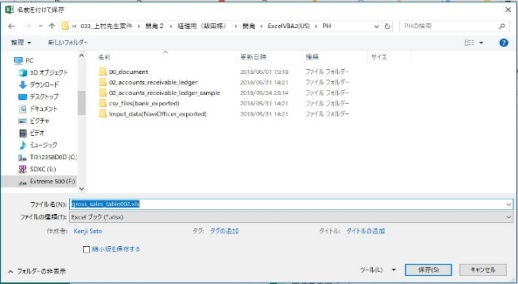 名前を付けて保存
« 033_上村先生案件 › 開発2 › 経理用（飯田様） › 開発 › ExcelVBA2(US) › PH
PHの検索
整理 ▼ 新しいフォルダー
名前 更新日時 種類 サイズ
PC
3D オブジェクト
ダウンロード
デスクトップ
ドキュメント
ピクチャ
ビデオ
ミュージック
SDXC (E:)
Extreme 500 (F:)
00_document 2018/06/01 15:18 ファイル フォルダー
02_accounts_receivable_ledger 2018/05/31 14:21 ファイル フォルダー
02_accounts_receivable_ledger_sample 2018/05/24 23:14 ファイル フォルダー
csv_files(bank_exported) 2018/05/31 14:21 ファイル フォルダー
Imput_data(NaviOfficer_exported) 2018/05/31 14:21 ファイル フォルダー
ファイル名(N): gross_sales_table002.xls
ファイルの種類(T): Excel ブック (*.xlsx)
作成者: Kenji Sato タグ: タグの追加 タイトル: タイトルの追加
縮小版を保存する
フォルダーの非表示
ツール(L) ▼ 保存(S) キャンセル